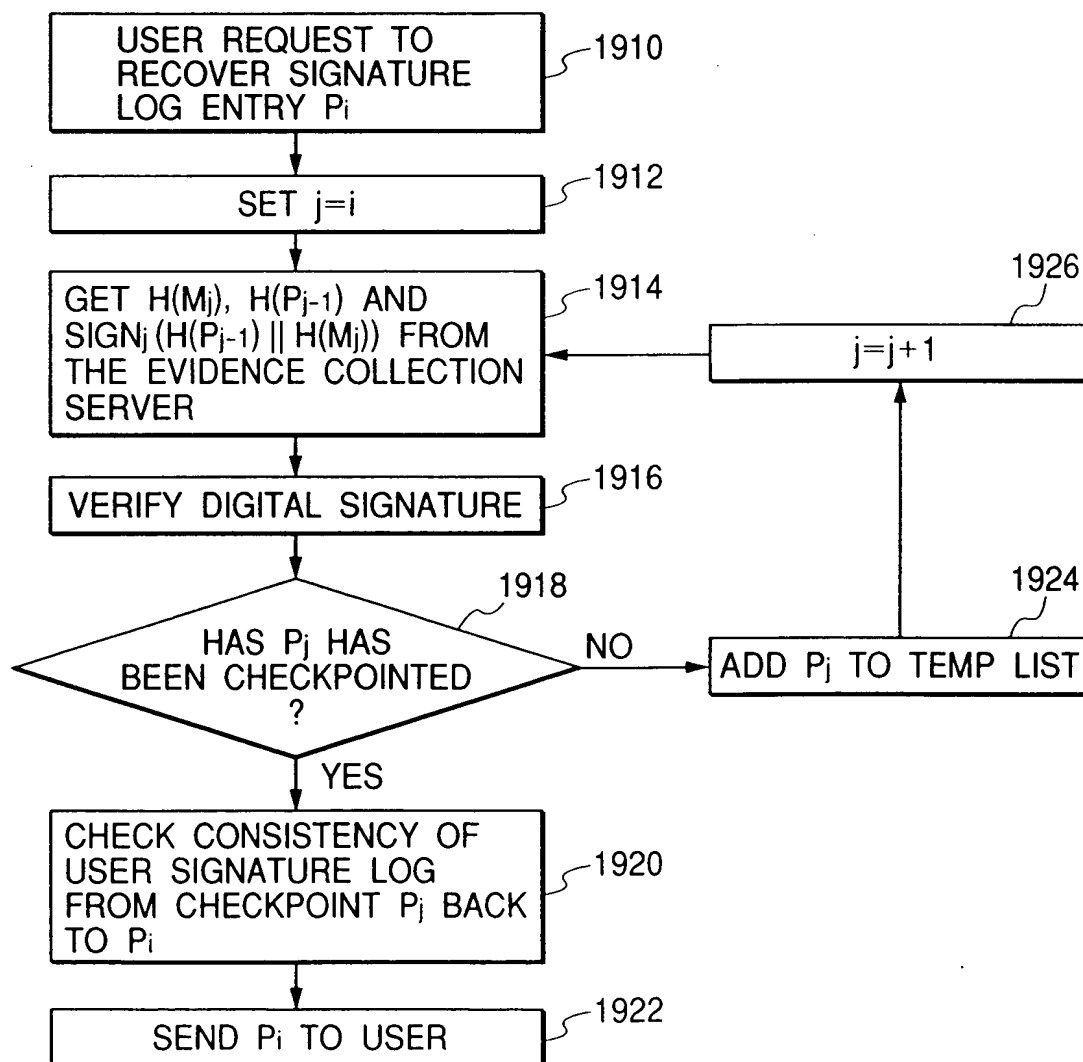 USER REQUEST TO
RECOVER SIGNATURE
LOG ENTRY Pi
1910
SET j=i
1912
GET H(Mj), H(Pj-1) AND
SIGNj (H(Pj-1) || H(Mj)) FROM
THE EVIDENCE COLLECTION
SERVER
1914
1926
j=j+1
VERIFY DIGITAL SIGNATURE
1916
HAS Pj HAS
BEEN CHECKPOINTED
?
1918
NO
1924
ADD Pj TO TEMP LIST
YES
CHECK CONSISTENCY OF
USER SIGNATURE LOG
FROM CHECKPOINT Pj BACK
TO Pi
1920
SEND Pi TO USER
1922